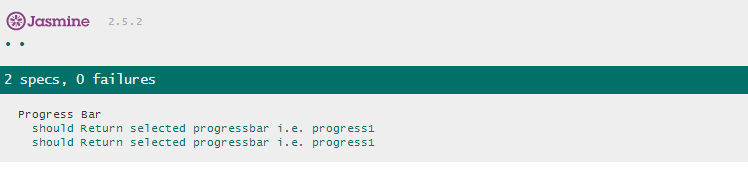 Jasmine 2.5.2
• •
2 specs, 0 failures
Progress Bar
should Return selected progressbar i.e. progress1
should Return selected progressbar i.e. progress1